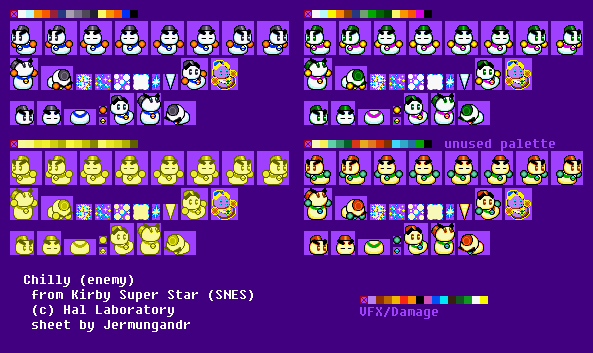 unused palette
Chilly (enemy)
from Kirby Super Star (SNES)
(c) Hal Laboratory
sheet by Jermungandr
VFX/Damage